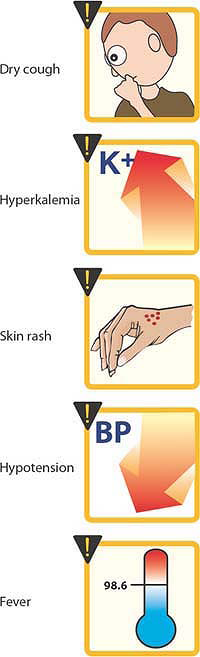 !
Dry cough
!
K+
Hyperkalemia
!
Skin rash
!
BP
Hypotension
!
98.6
Fever